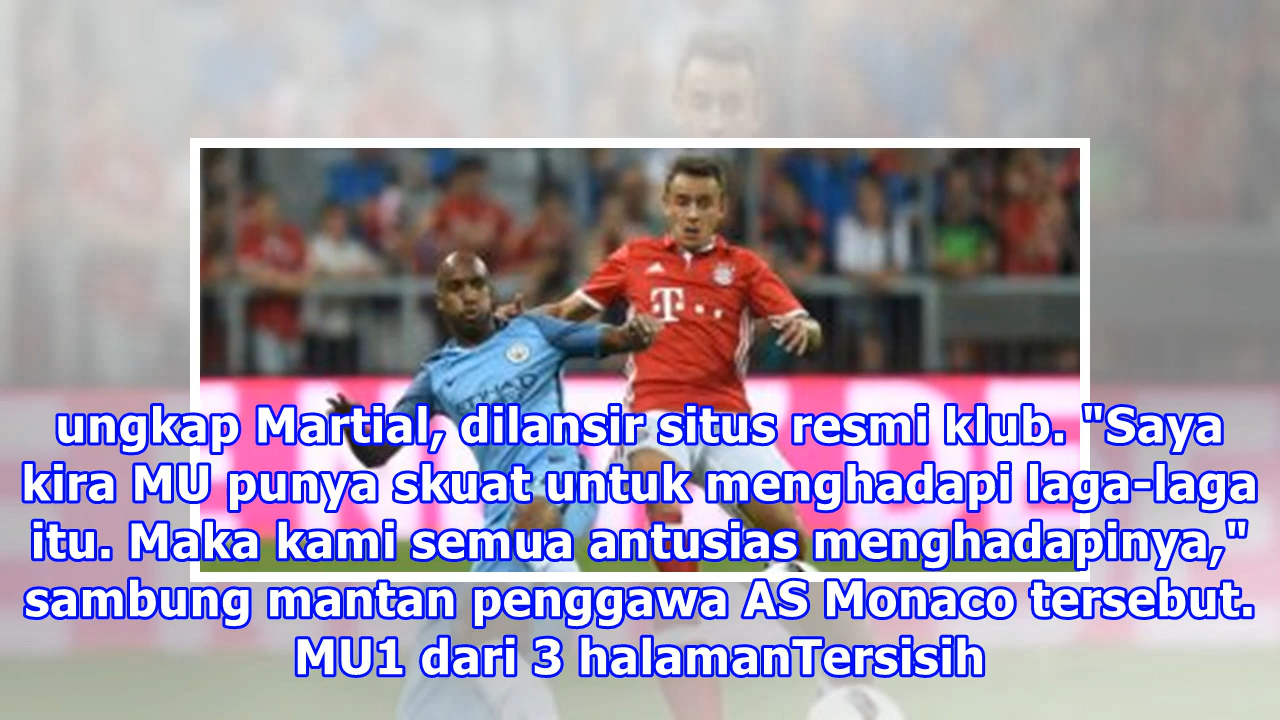 T..
ETIHAD
ungkap Martial, dilansir situs resmi klub. "Saya
kira MU punya skuat untuk menghadapi laga-laga
itu. Maka kami semua antusias menghadapinya,"
sambung mantan penggawa AS Monaco tersebut.
MU1 dari 3 halamanTersisih